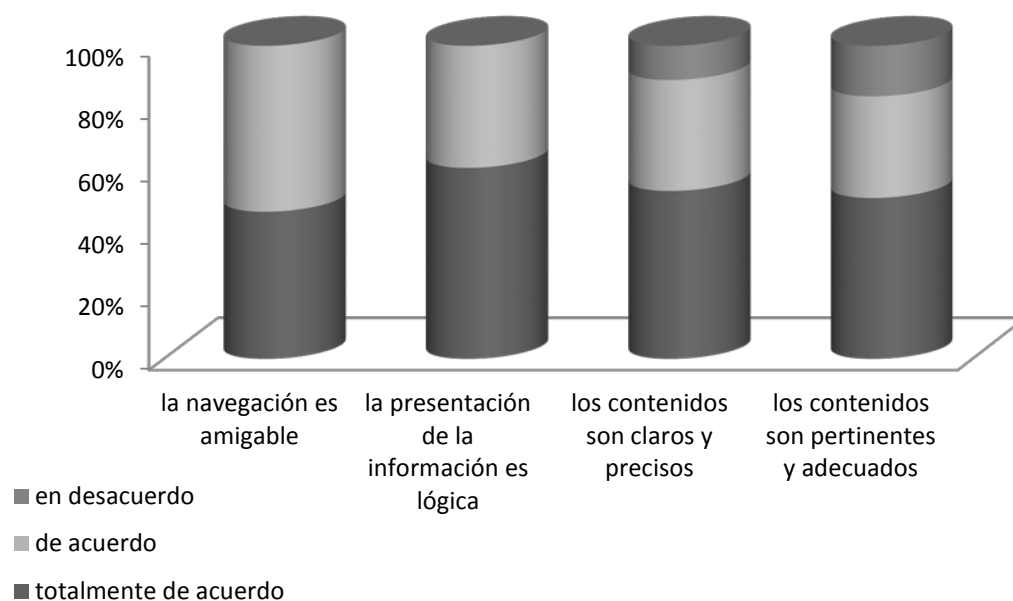 100%
80%
60%
40%
20%
0%
la navegación es
amigable
la presentación
de la
información es
lógica
los contenidos
son claros y
precisos
los contenidos
son pertinentes
y adecuados
en desacuerdo
de acuerdo
totalmente de acuerdo